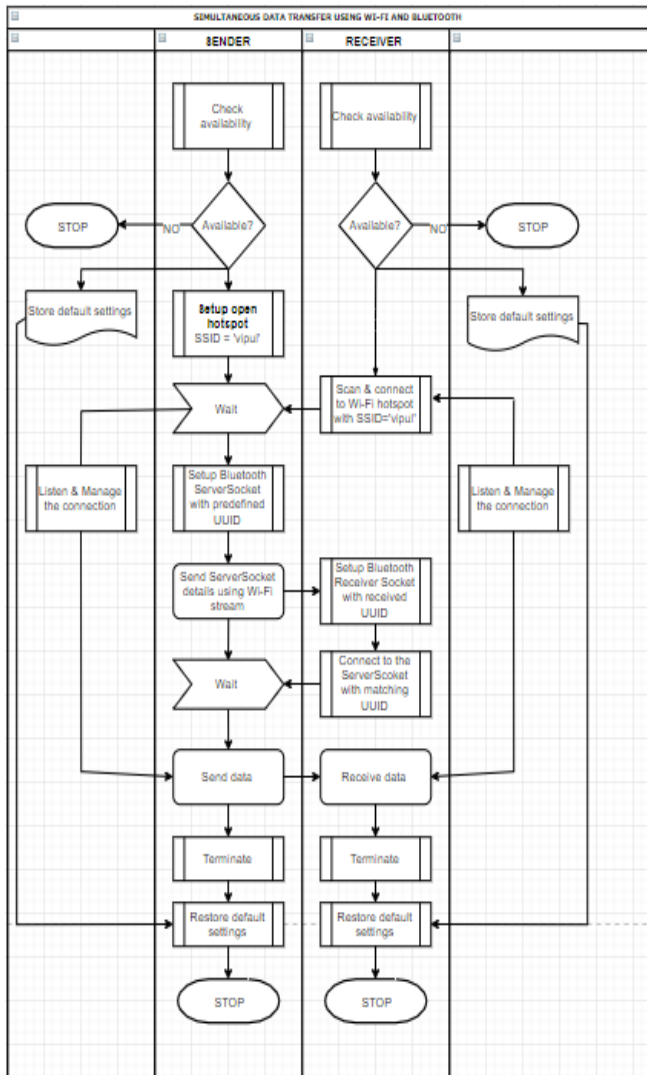 SIMULTANEOUS DATA TRANSFER USING WI-FI AND BLUETOOTH
SENDER
RECEIVER
Check
availability
Check availability
STOP
NO
Available?
Available?
NO
STOP
Store default settings
Setup open
hotspot
SSID = 'vipul'
Store default settings
Wait
Scan & connect
to Wi-Fi hotspot
with SSID='vipul'
Listen & Manage
the connection
Setup Bluetooth
ServerSocket
with predefined
UUID
Listen & Manage
the connection
Send ServerSocket
details using Wi-Fi
stream
Setup Bluetooth
Receiver Socket
with received
UUID
Wait
Connect to the
ServerScoket
with matching
UUID
Send data
Receive data
Terminate
Terminate
Restore default
settings
Restore default
settings
STOP
STOP